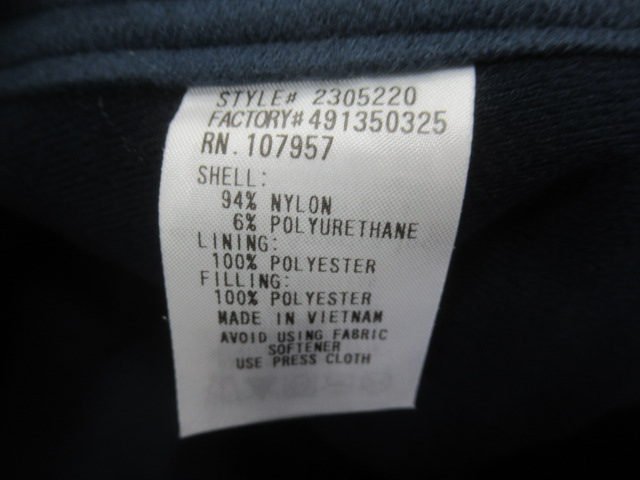 STYLE# 2305220
FACTORY#491350325
RN. 107957
SHELL:
94% NYLON
6% POLYURETHANE
LINING:
100% POLYESTER
FILLING:
100% POLYESTER
MADE IN VIETNAM
AVOID USING FABRIC
SOFTENER
USE PRESS CLOTH